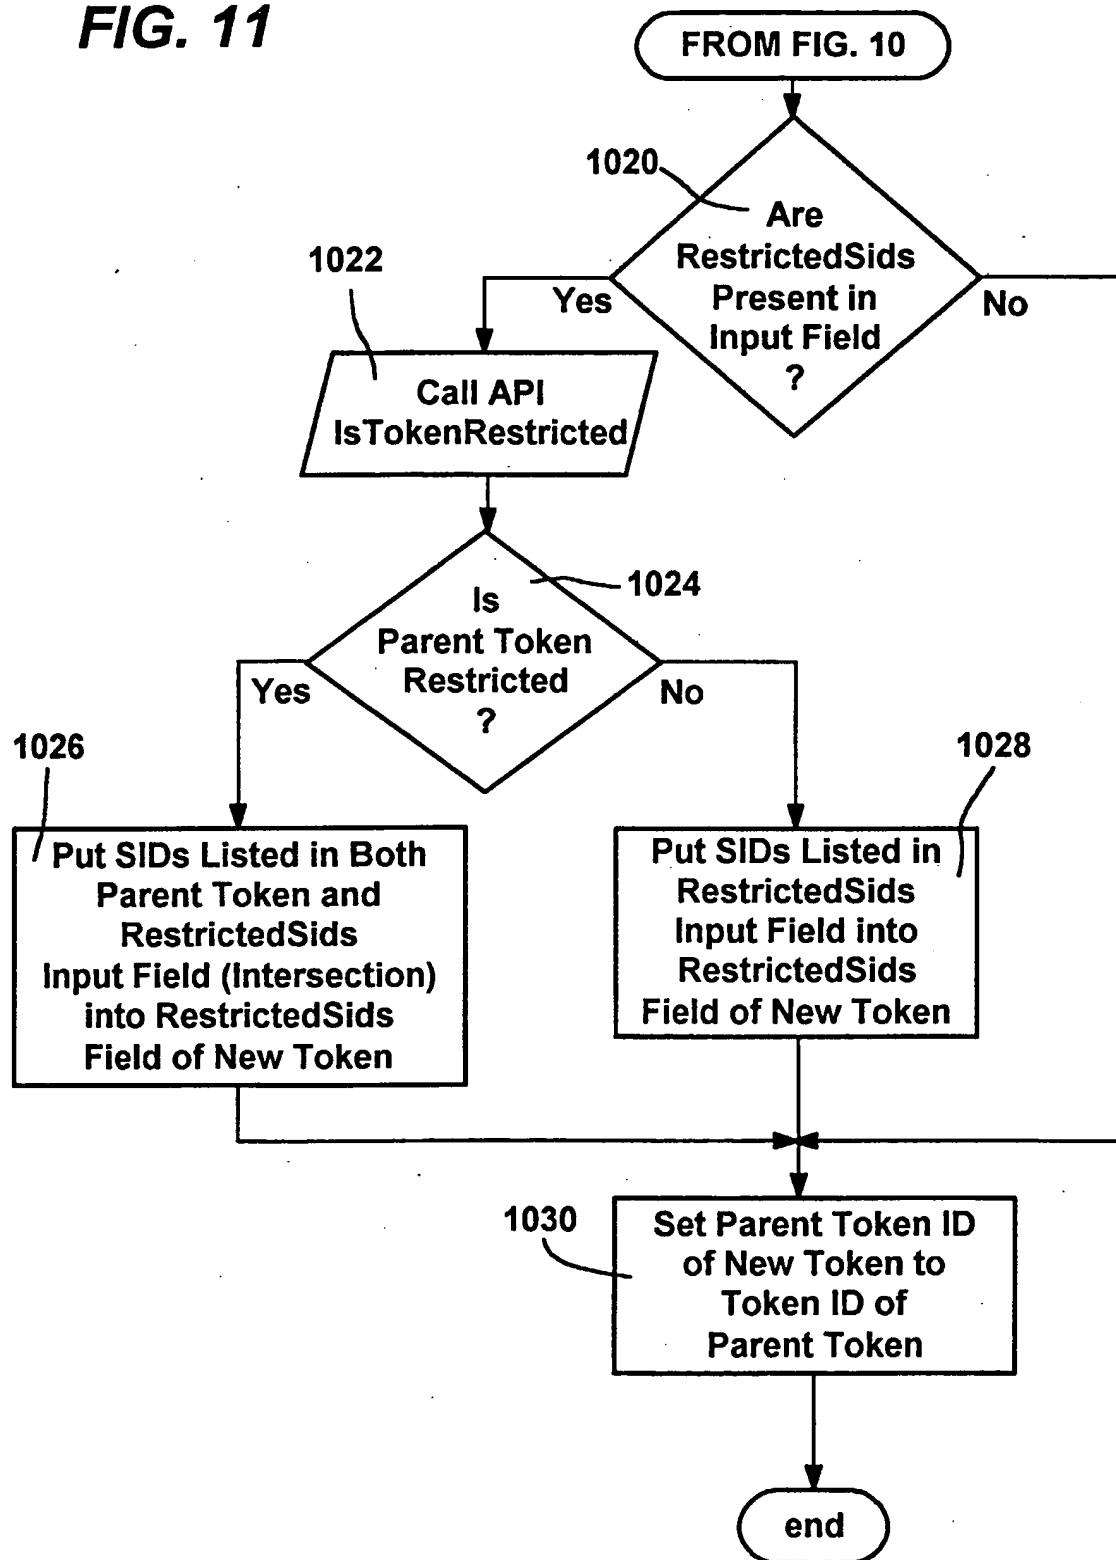 FIG. 11
FROM FIG. 10
1020
Are
RestrictedSids
Present in
Input Field
?
Yes
No
1022
Call API
IsTokenRestricted
1024
Is
Parent Token
Restricted
?
Yes
No
1026
Put SIDs Listed in Both
Parent Token and
RestrictedSids
Input Field (Intersection)
into RestrictedSids
Field of New Token
1028
Put SIDs Listed in
RestrictedSids
Input Field into
RestrictedSids
Field of New Token
1030
Set Parent Token ID
of New Token to
Token ID of
Parent Token
end